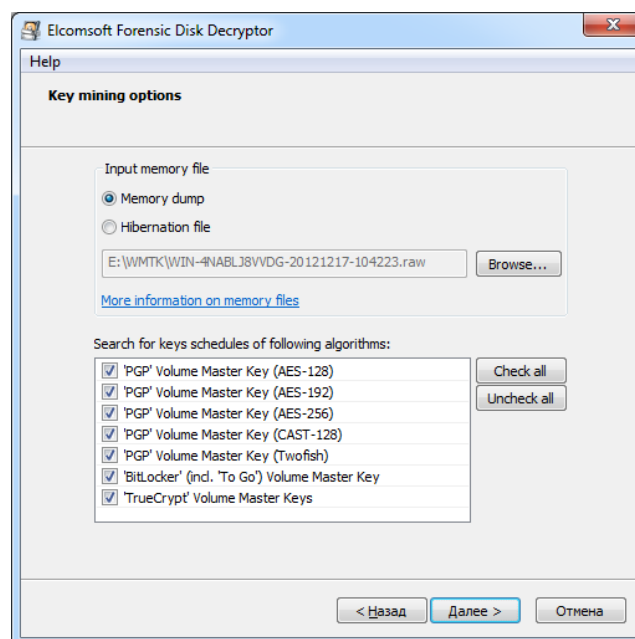 Elcomsoft Forensic Disk Decryptor
Help
Key mining options
Input memory file
Memory dump
Hibernation file
E:\WMTK\WIN-4NABLJ8VVDG-20121217-104223.raw
Browse...
More information on memory files
Search for keys schedules of following algorithms:
'PGP' Volume Master Key (AES-128)
Check all
'PGP' Volume Master Key (AES-192)
Uncheck all
'PGP' Volume Master Key (AES-256)
'PGP' Volume Master Key (CAST-128)
'PGP' Volume Master Key (Twofish)
'BitLocker' (incl. 'To Go') Volume Master Key
'TrueCrypt' Volume Master Keys
< Назад
Далее >
Отмена